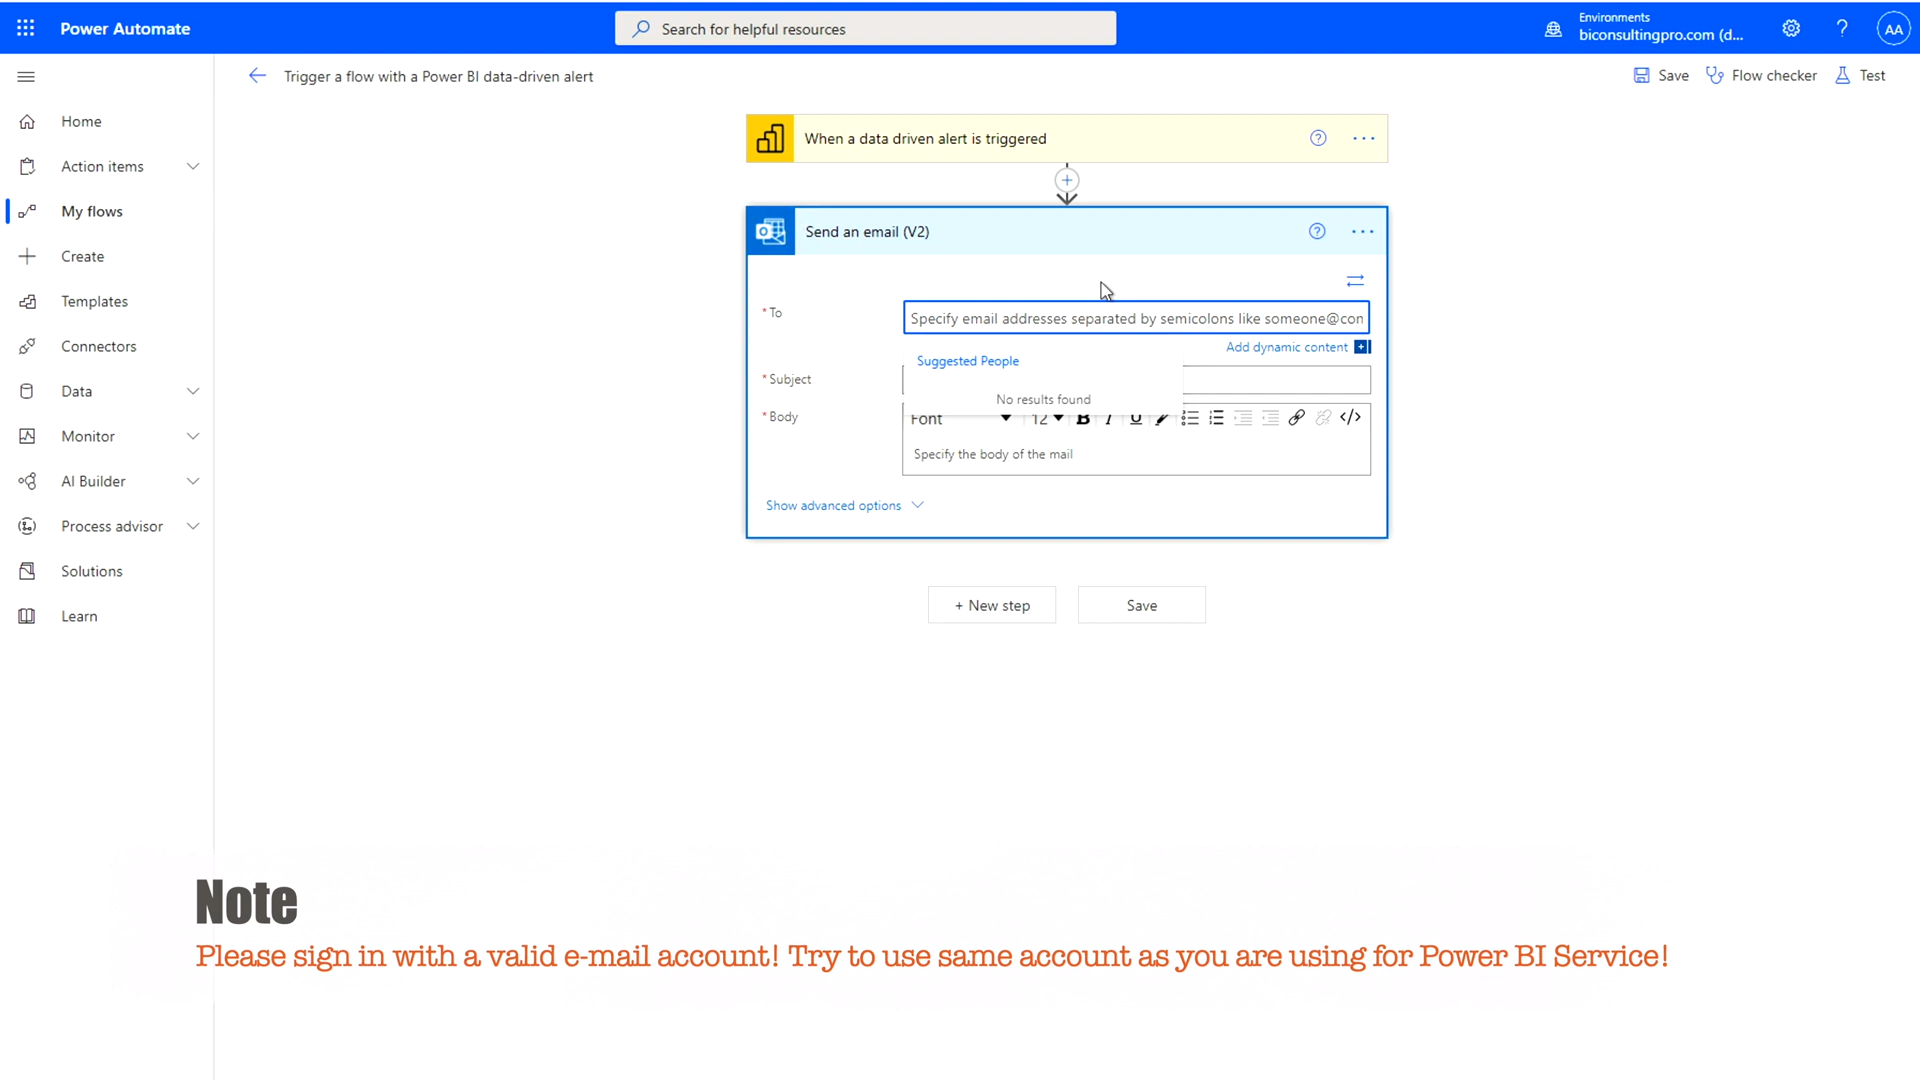 Power Automate
Search for helpful resources
Environments
biconsultingpro.com (d...
?
AA
Trigger a flow with a Power BI data-driven alert
Save
Flow checker
Test
Home
Action items
My flows
Create
Templates
Connectors
Data
Monitor
AI Builder
Process advisor
Solutions
Learn
When a data driven alert is triggered
? ...
+
Send an email (V2)
? ...
* To
Specify email addresses separated by semicolons like someone@con
Add dynamic content +
Suggested People
* Subject
No results found
* Body
Font 12 B I U </>
Specify the body of the mail
Show advanced options
+ New step
Save
Note
Please sign in with a valid e-mail account! Try to use same account as you are using for Power BI Service!